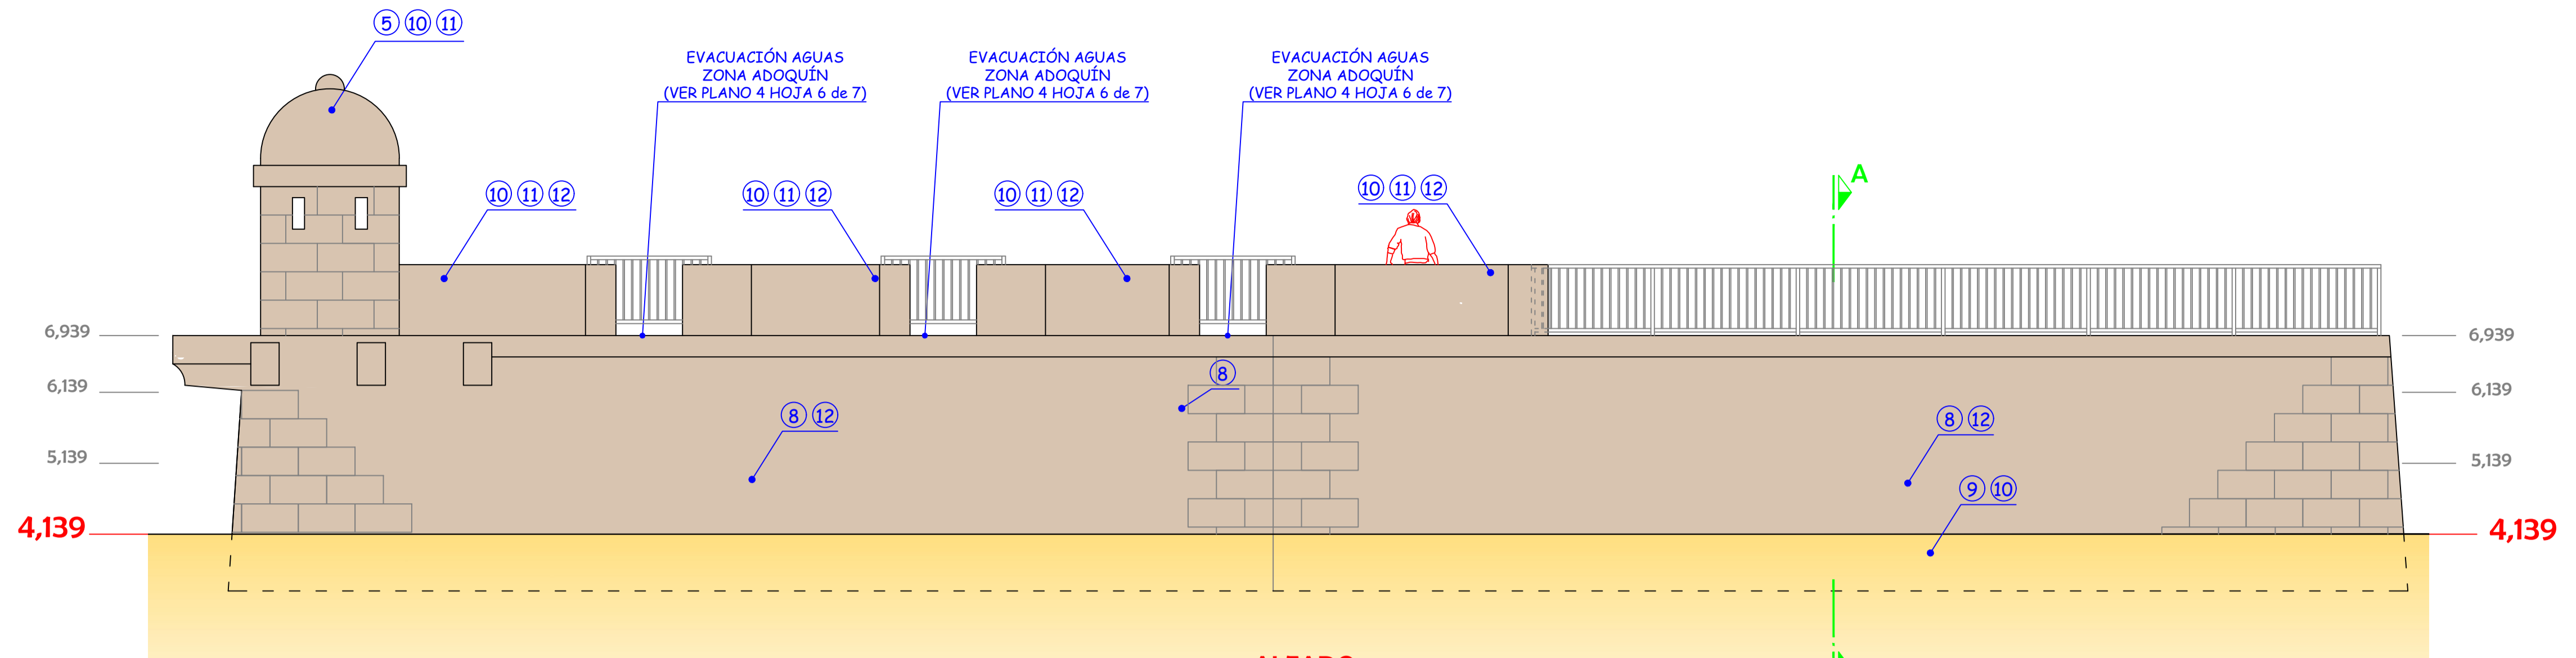 5 10 11
EVACUACIÓN AGUAS
ZONA ADOQUÍN
(VER PLANO 4 HOJA 6 de 7)
EVACUACIÓN AGUAS
ZONA ADOQUÍN
(VER PLANO 4 HOJA 6 de 7)
EVACUACIÓN AGUAS
ZONA ADOQUÍN
(VER PLANO 4 HOJA 6 de 7)
A
10 11 12
10 11 12
10 11 12
10 11 12
6,939
6,939
6,139
6,139
8
8 12
8 12
5,139
5,139
9 10
4,139
4,139